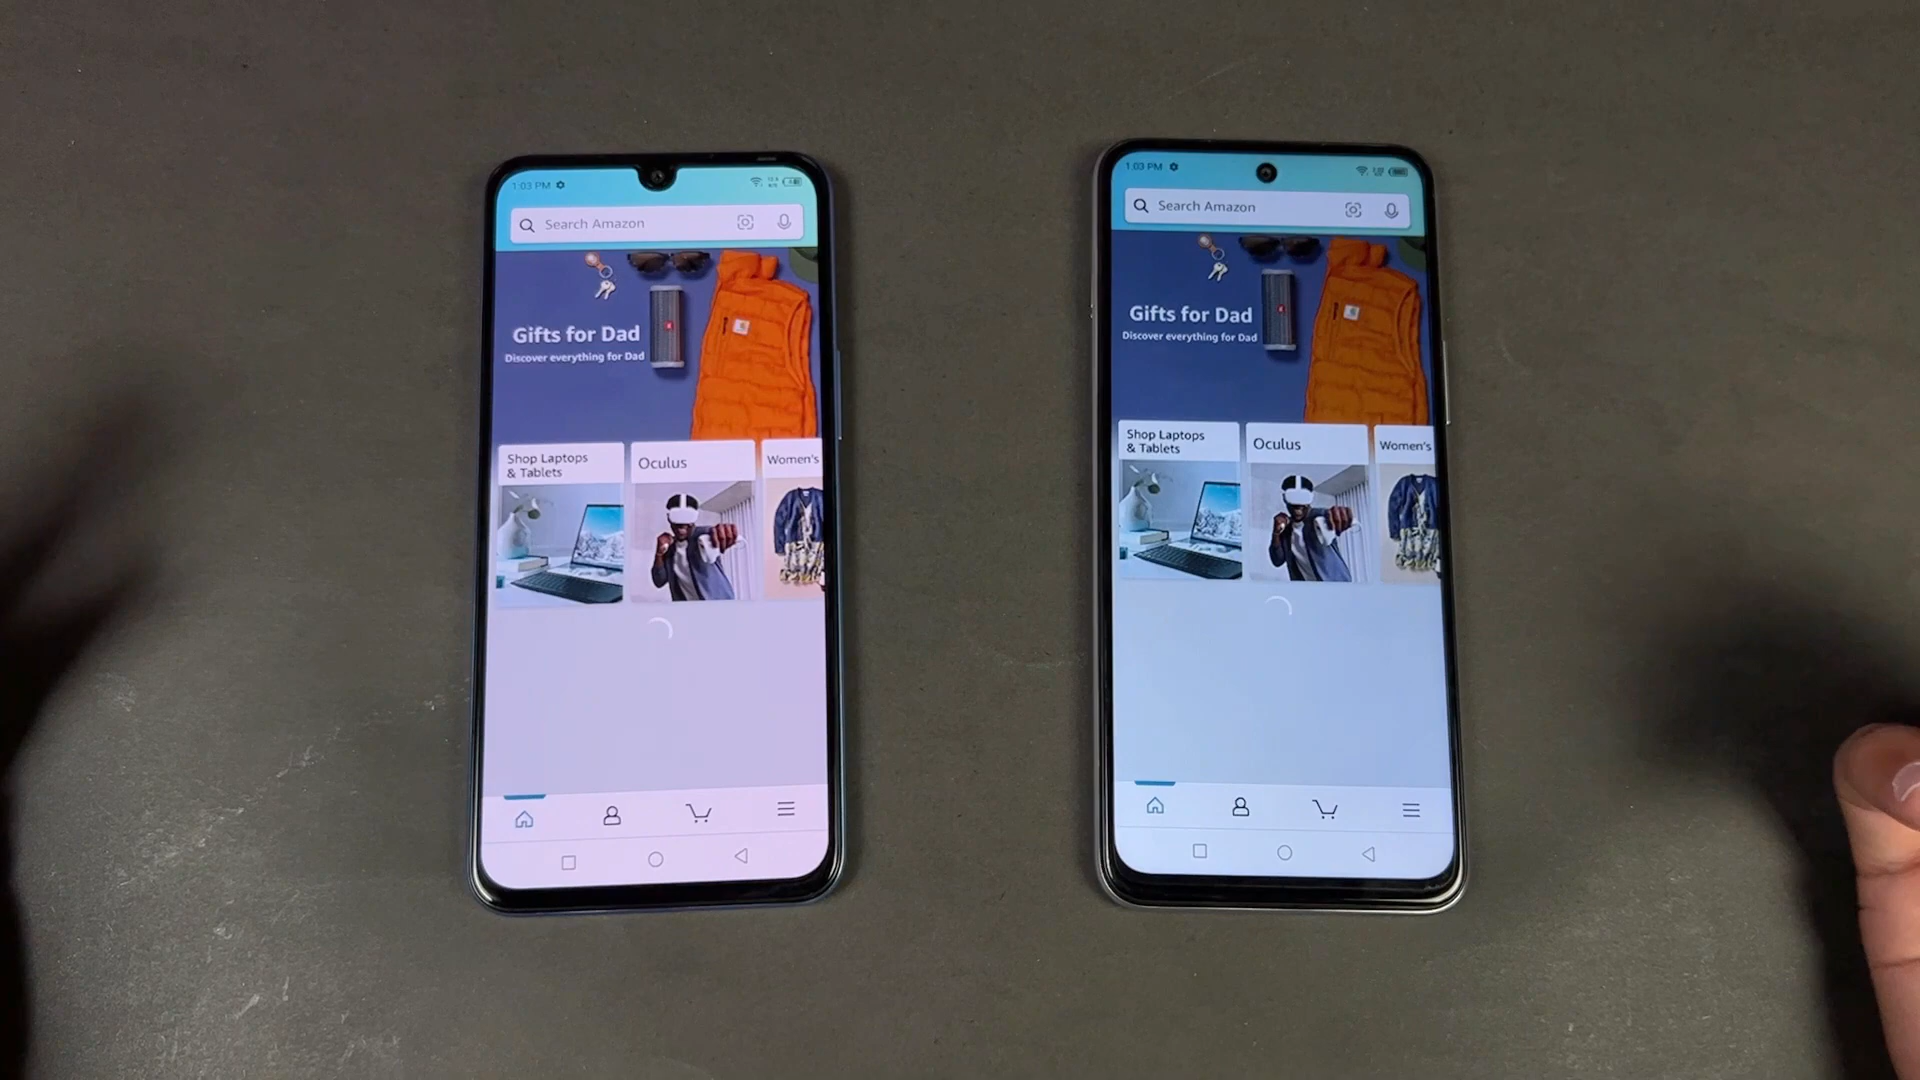 1:03 PM
Search Amazon
Gifts for Dad
Discover everything for Dad
Shop Laptops
& Tablets
Oculus
Women's
1:03 PM
Search Amazon
Gifts for Dad
Discover everything for Dad
Shop Laptops
& Tablets
Oculus
Women's